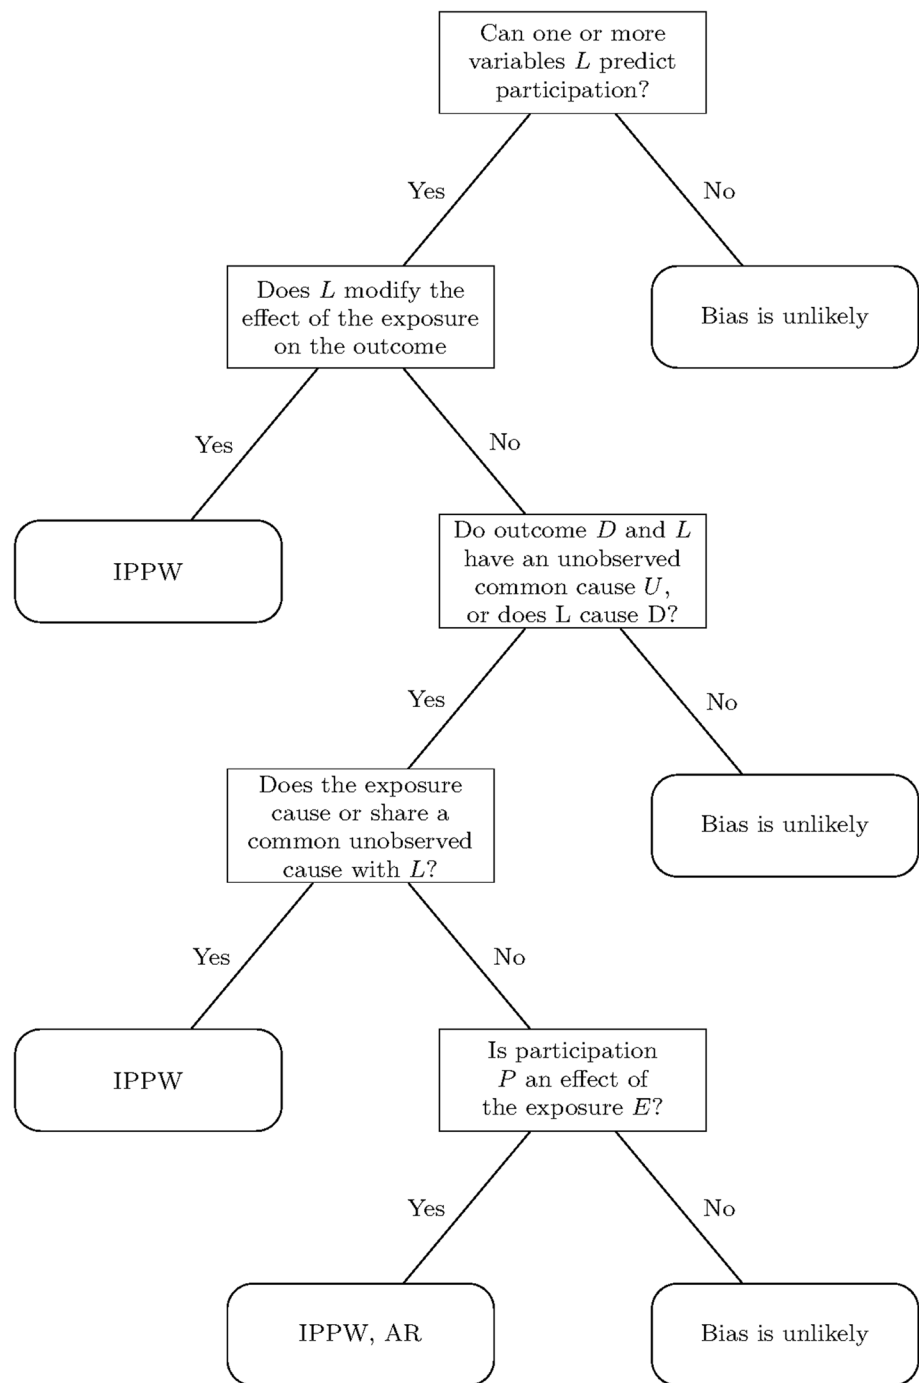 Can one or more
variables L predict
participation?
Yes
No
Does L modify the
effect of the exposure
on the outcome
Bias is unlikely
Yes
No
IPPW
Do outcome D and L
have an unobserved
common cause U,
or does L cause D?
Yes
No
Does the exposure
cause or share a
common unobserved
cause with L?
Bias is unlikely
Yes
No
IPPW
Is participation
P an effect of
the exposure E?
Yes
No
IPPW, AR
Bias is unlikely